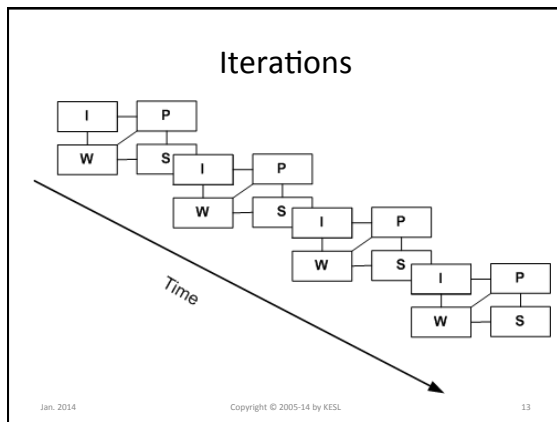 Iterations
I P
W S
I P
W S
I P
W S
I P
W S
Time
Jan. 2014 Copyright © 2005-14 by KESL 13